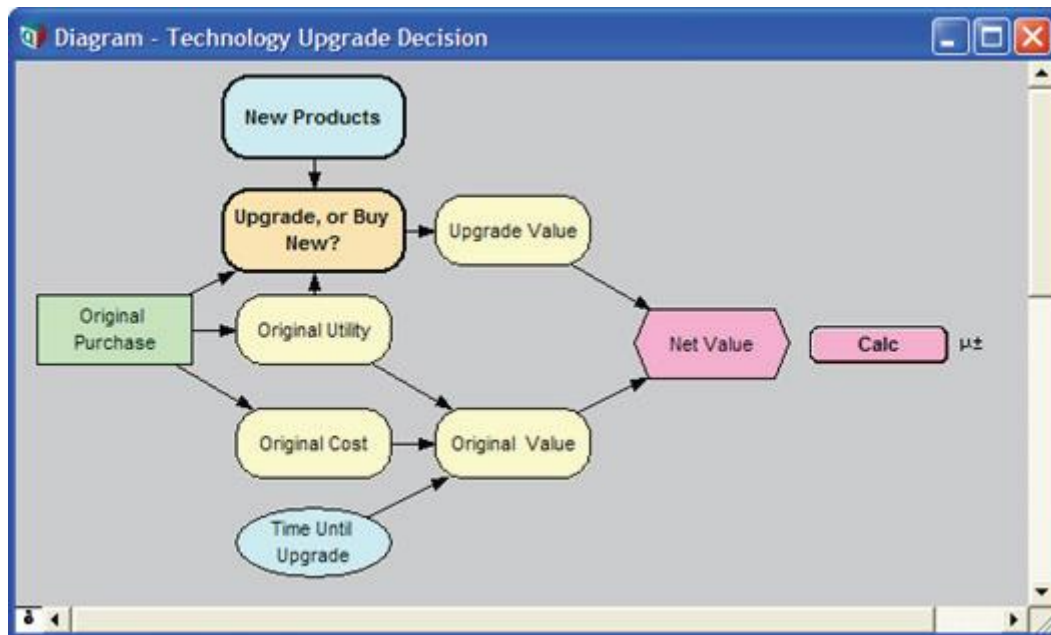 Diagram - Technology Upgrade Decision
New Products
Upgrade, or Buy
New?
Upgrade Value
Original
Purchase
Original Utility
Net Value
Calc
μ±
Original Cost
Original Value
Time Until
Upgrade